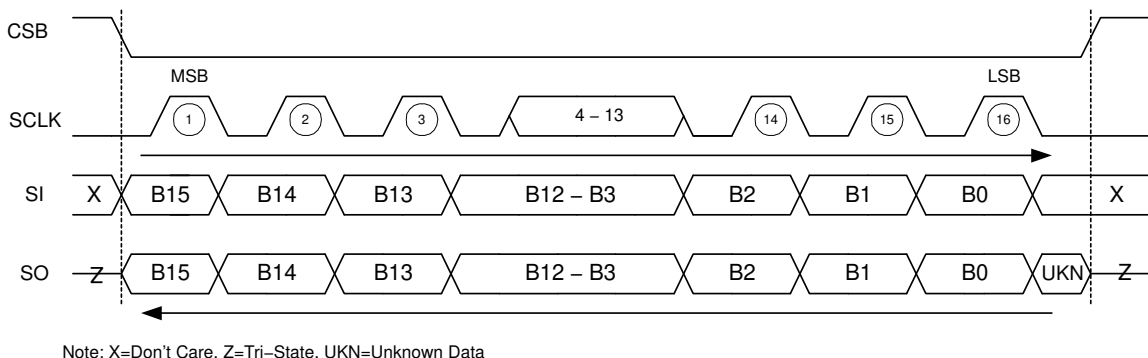 CSB
MSB LSB
SCLK 1 2 3 4 – 13 14 15 16
SI X B15 B14 B13 B12 – B3 B2 B1 B0 X
SO Z B15 B14 B13 B12 – B3 B2 B1 B0 UKN Z
Note: X=Don't Care, Z=Tri–State, UKN=Unknown Data